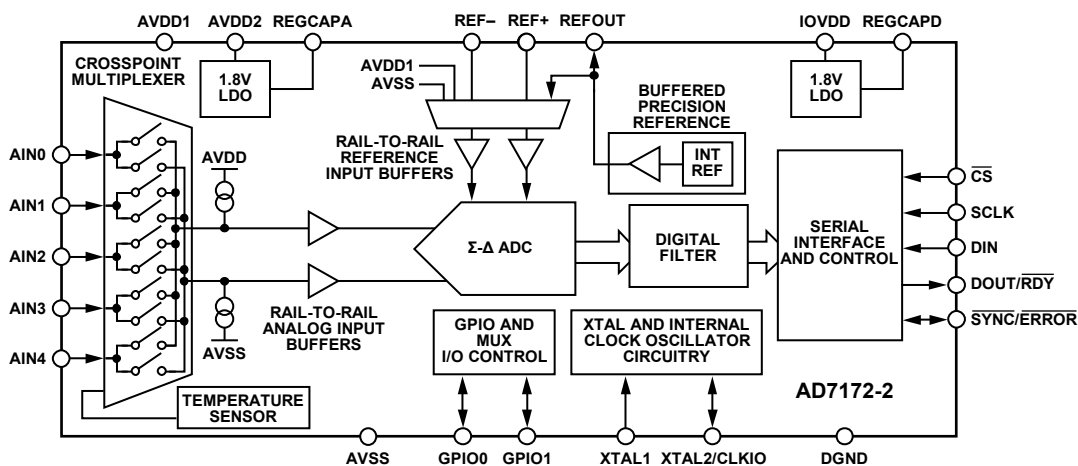 AVDD1
AVDD2
REGCAPA
REF–
REF+
REFOUT
IOVDD
REGCAPD
CROSSPOINT
MULTIPLEXER
1.8V
LDO
AVDD1
AVSS
BUFFERED
PRECISION
REFERENCE
INT
REF
1.8V
LDO
RAIL-TO-RAIL
REFERENCE
INPUT BUFFERS
AIN0
AIN1
AIN2
AIN3
AIN4
AVDD
AVSS
Σ-Δ ADC
DIGITAL
FILTER
SERIAL
INTERFACE
AND CONTROL
CS
SCLK
DIN
DOUT/RDY
SYNC/ERROR
RAIL-TO-RAIL
ANALOG INPUT
BUFFERS
GPIO AND
MUX
I/O CONTROL
XTAL AND INTERNAL
CLOCK OSCILLATOR
CIRCUITRY
TEMPERATURE
SENSOR
AD7172-2
AVSS
GPIO0
GPIO1
XTAL1
XTAL2/CLKIO
DGND